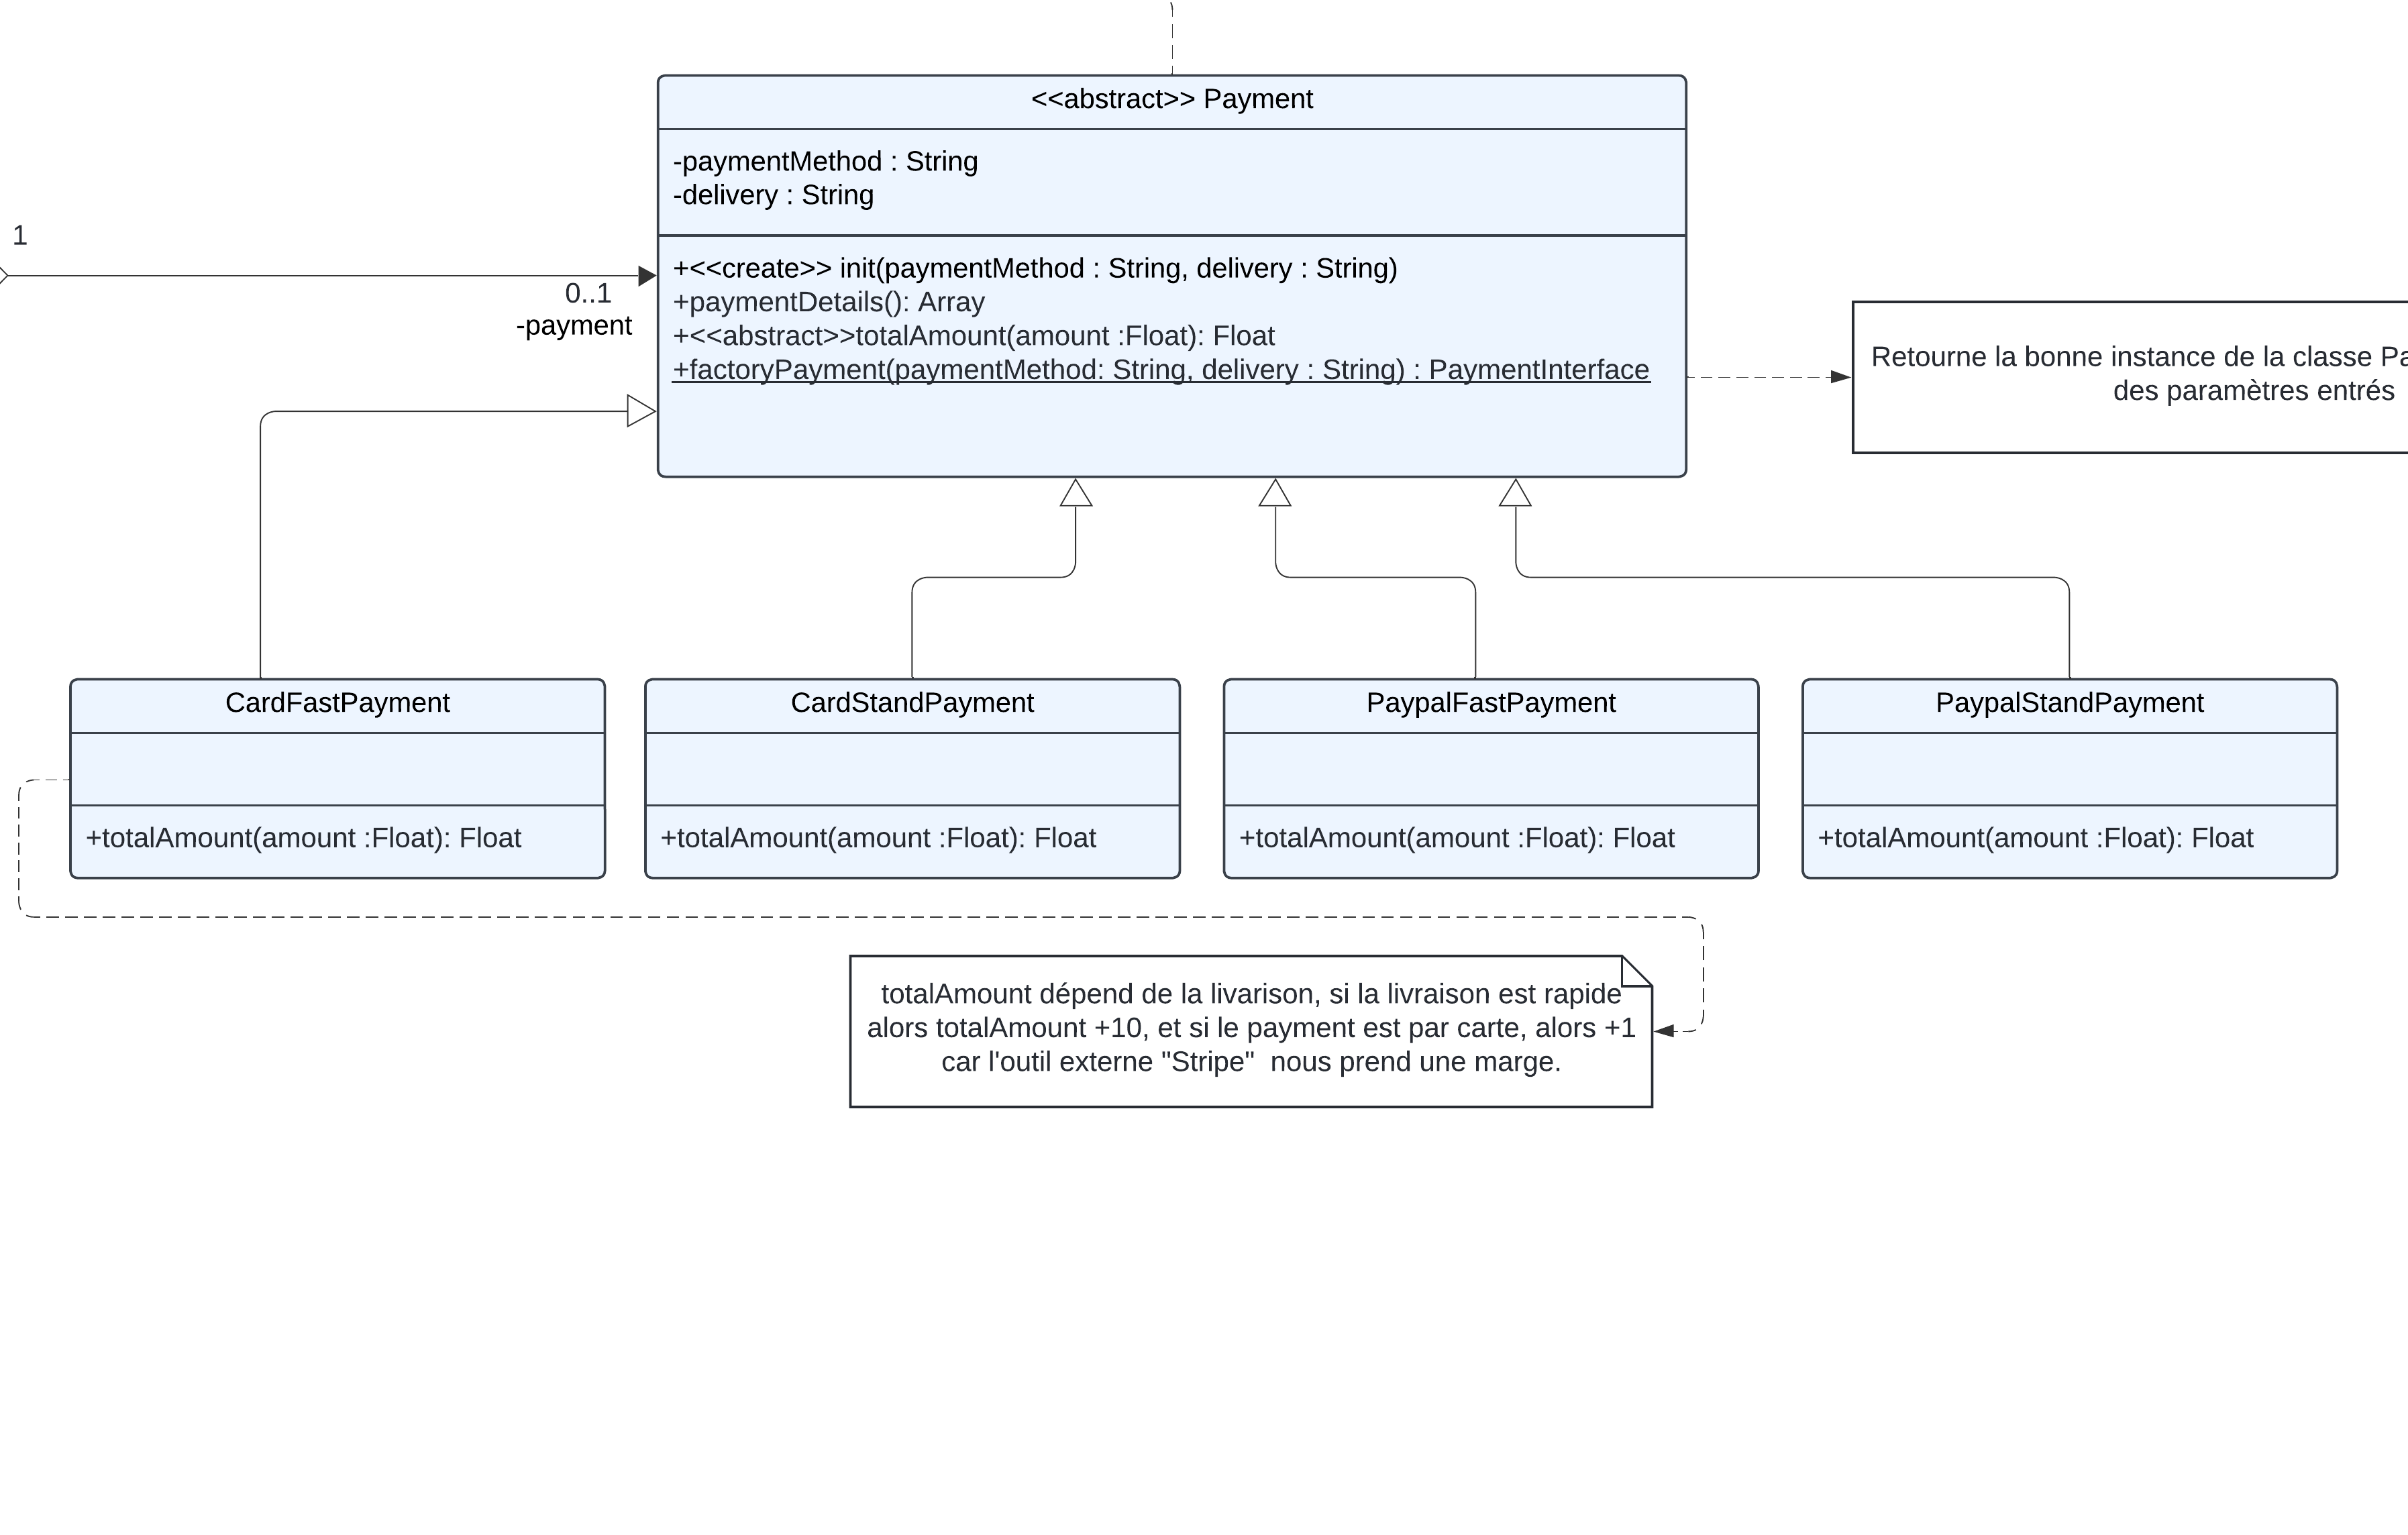 <<abstract>> Payment
-paymentMethod : String
-delivery : String
1
+<<create>> init(paymentMethod : String, delivery : String)
+paymentDetails(): Array
+<<abstract>>totalAmount(amount :Float): Float
+factoryPayment(paymentMethod: String, delivery : String) : PaymentInterface
0..1
-payment
Retourne la bonne instance de la classe
des paramètres entrés
CardFastPayment
+totalAmount(amount :Float): Float
CardStandPayment
+totalAmount(amount :Float): Float
PaypalFastPayment
+totalAmount(amount :Float): Float
PaypalStandPayment
+totalAmount(amount :Float): Float
totalAmount dépend de la livarison, si la livraison est rapide
alors totalAmount +10, et si le payment est par carte, alors +1
car l'outil externe "Stripe"  nous prend une marge.